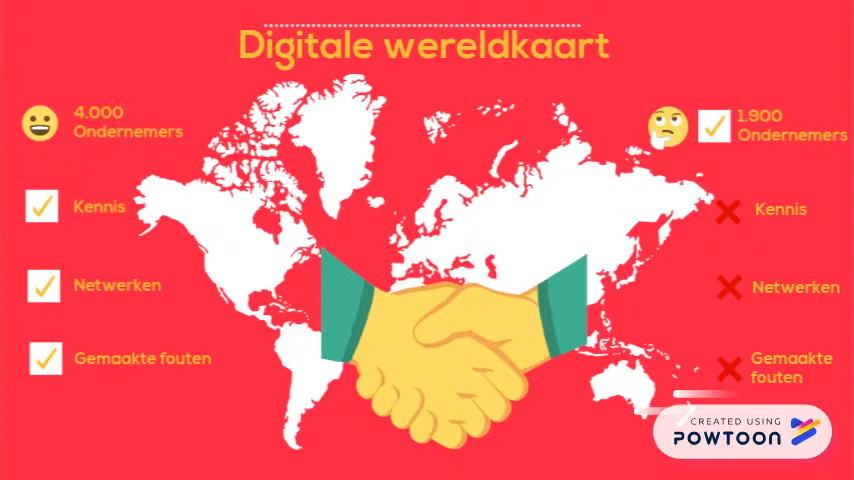 Digitale wereldkaart
4.000
Ondernemers
Kennis
Netwerken
Gemaakte fouten
1.900
Ondernemers
Kennis
Netwerken
Gemaakte
fouten
CREATED USING
POWTOON